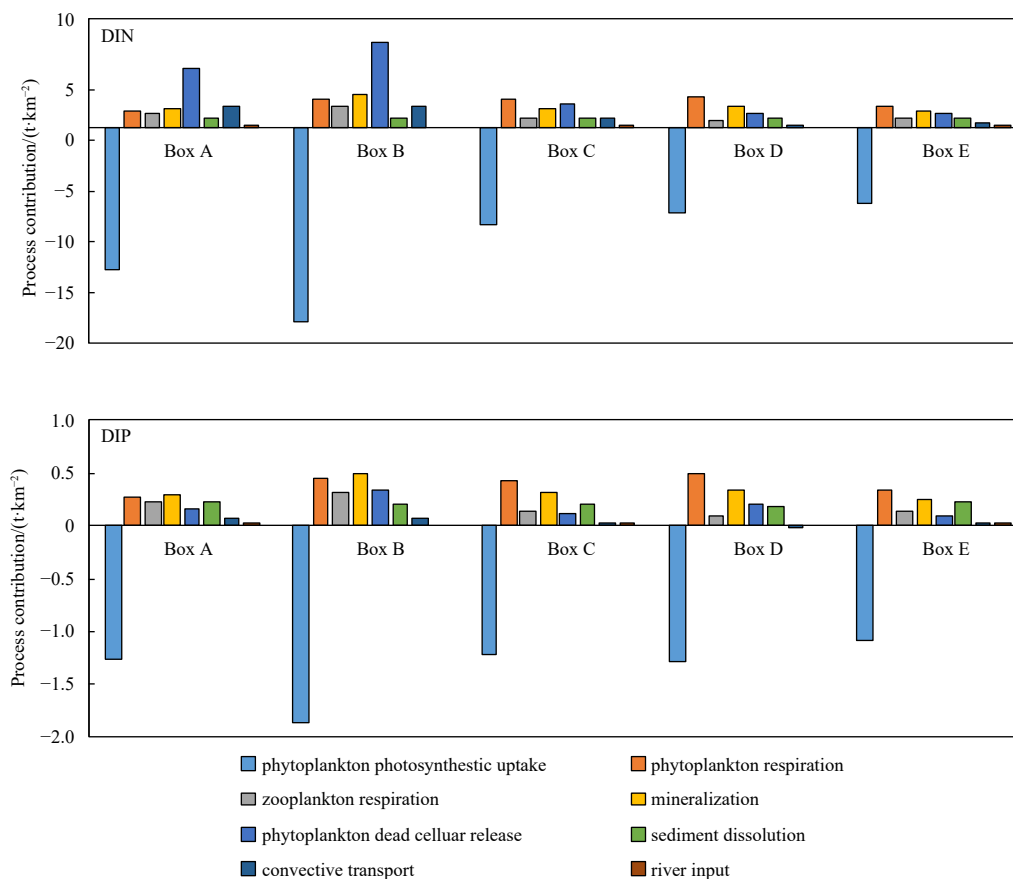 DIN
Process contribution/(t·km⁻²)
10
5
0
−5
−10
−15
−20
Box A Box B Box C Box D Box E
DIP
Process contribution/(t·km⁻²)
1.0
0.5
0
−0.5
−1.0
−1.5
−2.0
Box A Box B Box C Box D Box E
phytoplankton photosynthestic uptake phytoplankton respiration
zooplankton respiration mineralization
phytoplankton dead celluar release sediment dissolution
convective transport river input